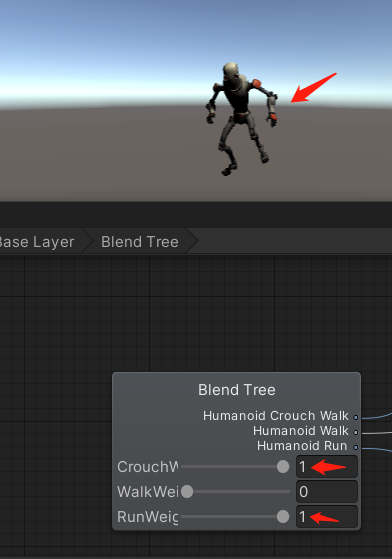 Base Layer
Blend Tree
Blend Tree
Humanoid Crouch Walk
Humanoid Walk
Humanoid Run
CrouchW 1
WalkWei 0
RunWeig 1